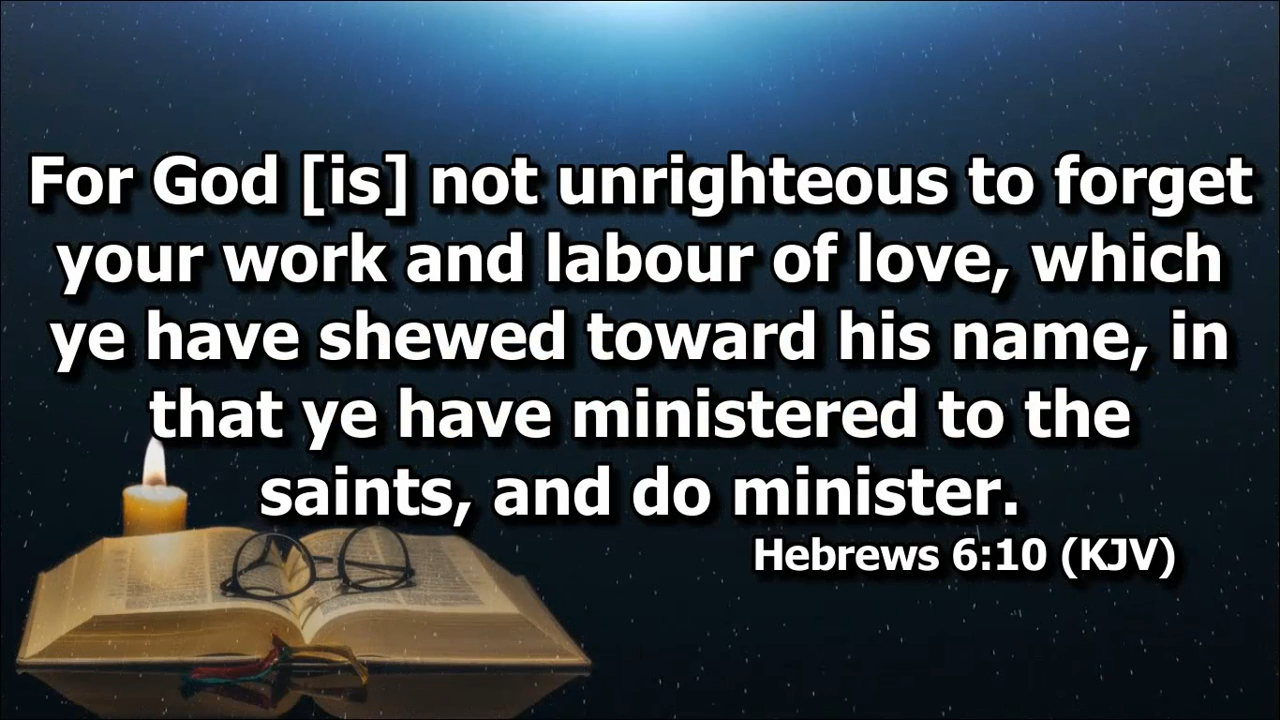 For God [is] not unrighteous to forget
your work and labour of love, which
ye have shewed toward his name, in
that ye have ministered to the
saints, and do minister.
Hebrews 6:10 (KJV)